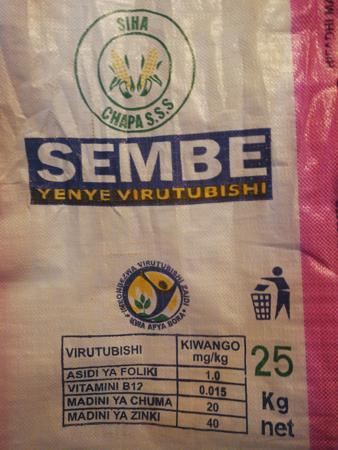 SIHA
CHAPA S.S.S
SEMBE
YENYE VIRUTUBISHI
IMEONGEZWA VIRUTUBISHI ZAIDI
KWA AFYA BORA
VIRUTUBISHI KIWANGO mg/kg
ASIDI YA FOLIKI 1.0
VITAMINI B12 0.015
MADINI YA CHUMA 20
MADINI YA ZINKI 40
25
Kg
net